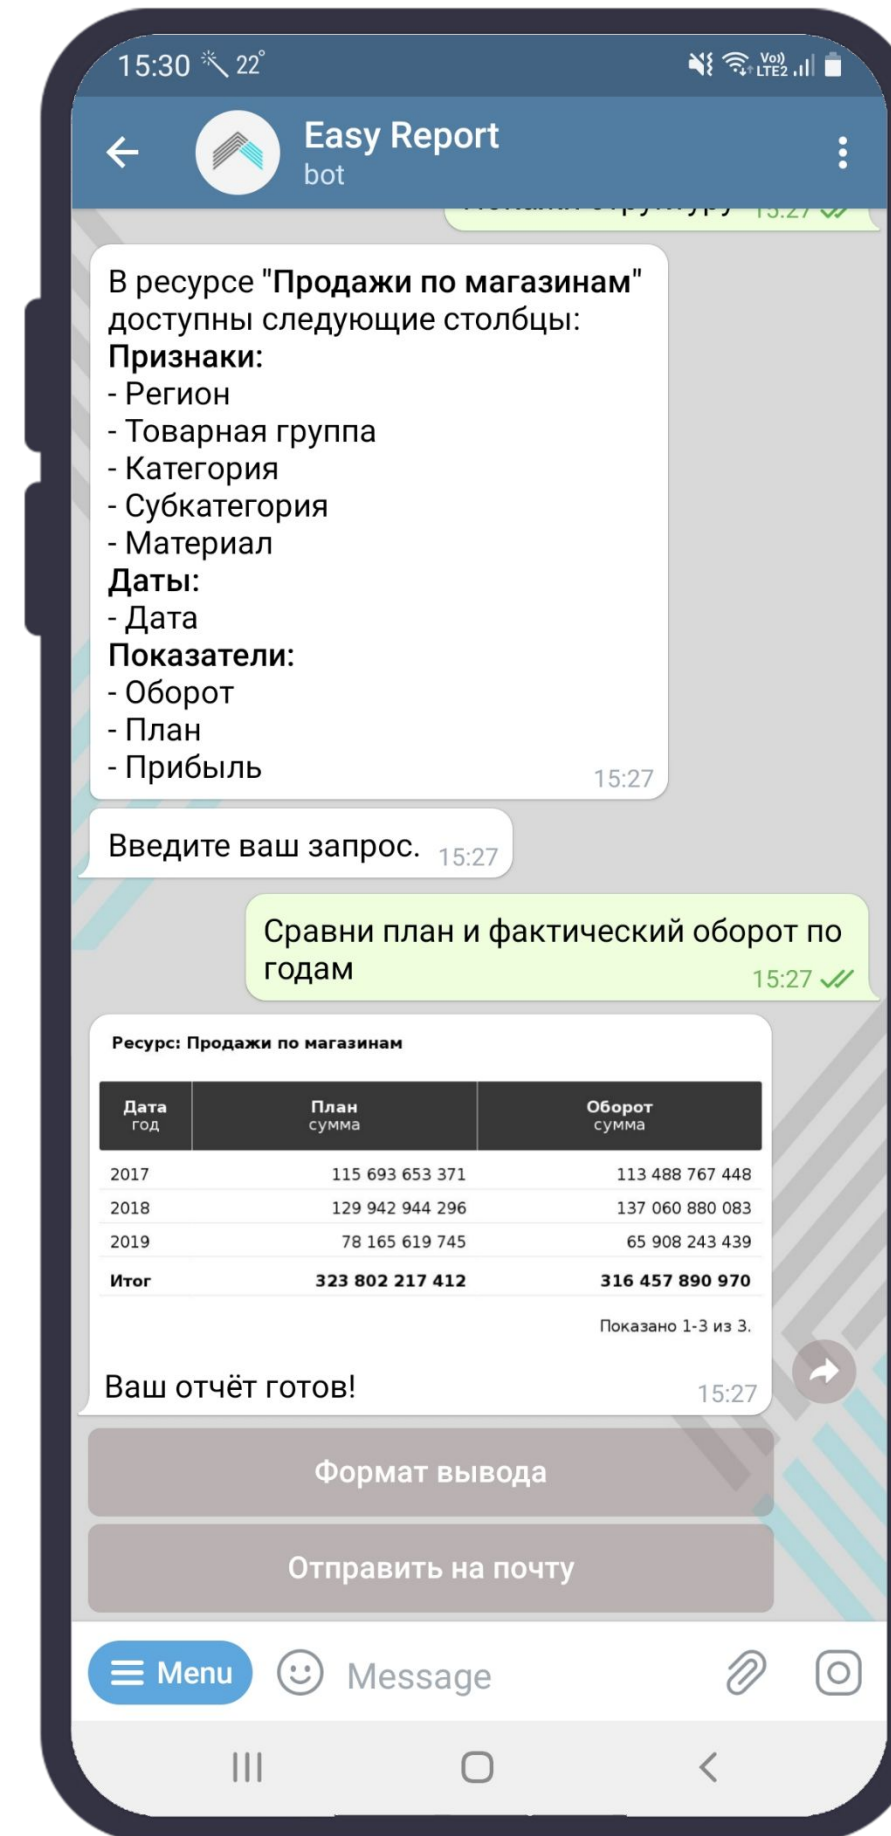 15:30 22°
Vo)) LTE2
Easy Report
bot
15:27
В ресурсе "Продажи по магазинам"
доступны следующие столбцы:
Признаки:
- Регион
- Товарная группа
- Категория
- Субкатегория
- Материал
Даты:
- Дата
Показатели:
- Оборот
- План
- Прибыль
15:27
Введите ваш запрос. 15:27
Сравни план и фактический оборот по
годам
15:27
Ресурс: Продажи по магазинам
Дата План Оборот
год сумма сумма
2017 115 693 653 371 113 488 767 448
2018 129 942 944 296 137 060 880 083
2019 78 165 619 745 65 908 243 439
Итог 323 802 217 412 316 457 890 970
Показано 1-3 из 3.
Ваш отчёт готов! 15:27
Формат вывода
Отправить на почту
Menu Message